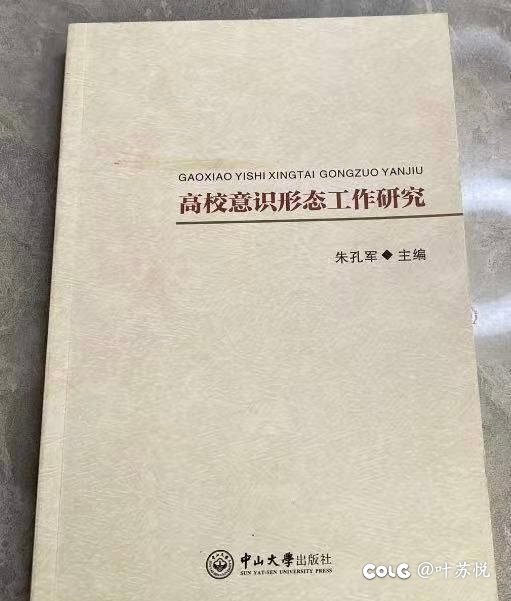 GAOXIAO YISHI XINGTAI GONGZUO YANJIU
高校意识形态工作研究
朱孔军◆主编
中山大學出版社
SUN YAT-SEN UNIVERSITY PRESS
COLG @叶苏悦